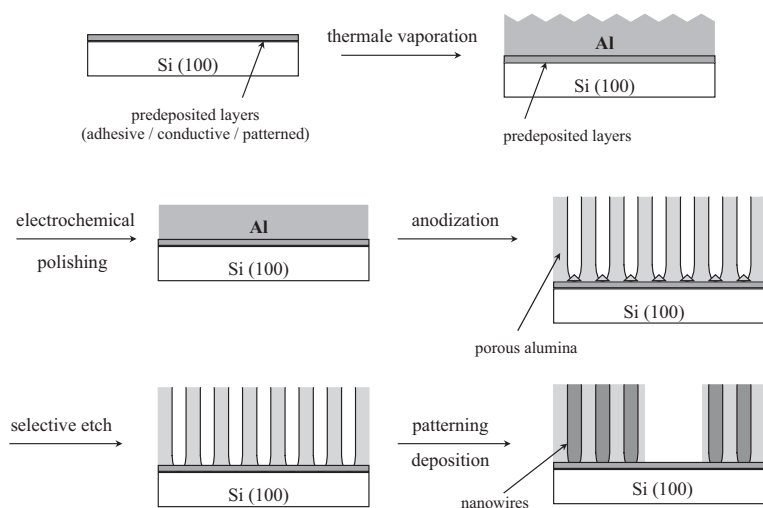 thermale vaporation
Al
Si (100)
Si (100)
predeposited layers
(adhesive / conductive / patterned)
predeposited layers
electrochemical
polishing
Al
Si (100)
anodization
Si (100)
porous alumina
selective etch
Si (100)
patterning
deposition
nanowires
Si (100)